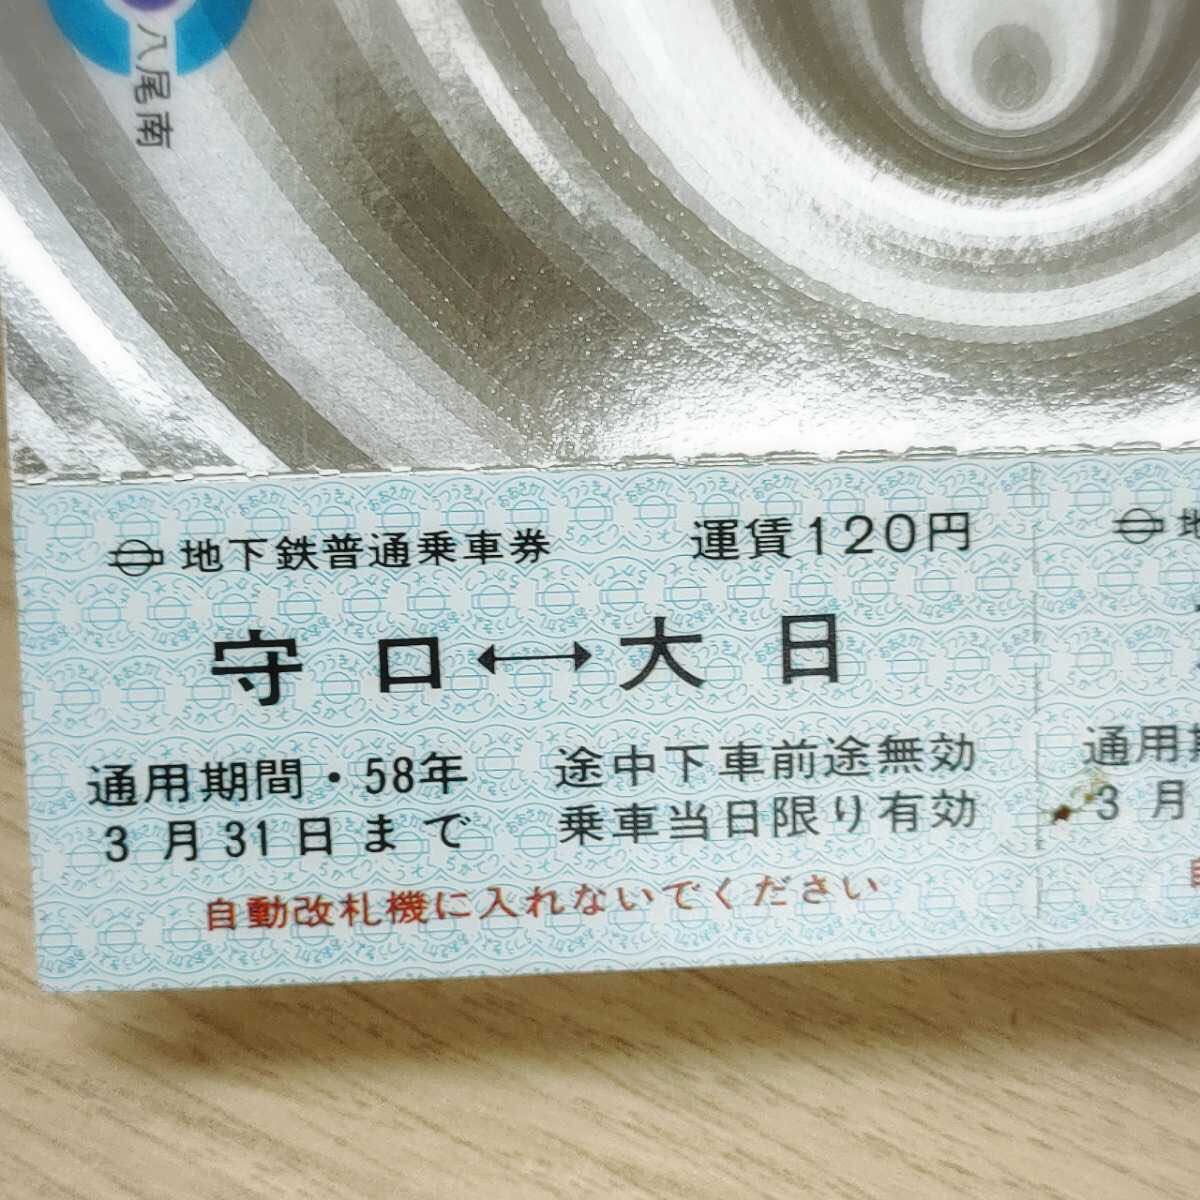 八尾南
地下鉄普通乗車券 運賃120円
守口↔大日
通用期間・58年 途中下車前途無効
3月31日まで 乗車当日限り有効
自動改札機に入れないでください
地
通用期
3月
自